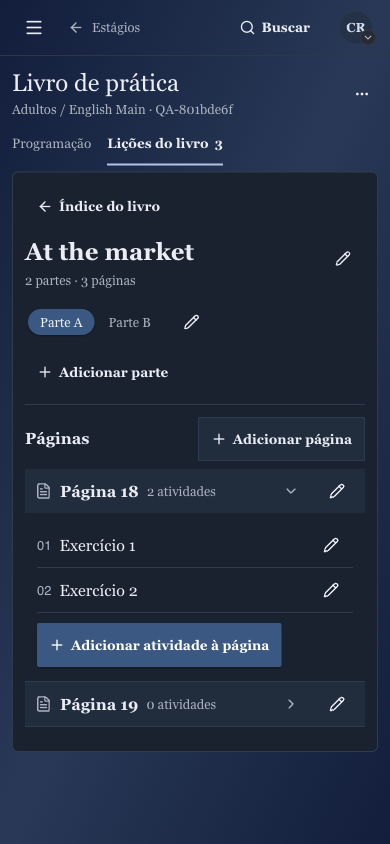 Estágios
Buscar
CR
Livro de prática
Adultos / English Main · QA-801bde6f
Programação
Lições do livro 3
Índice do livro
At the market
2 partes · 3 páginas
Parte A
Parte B
Adicionar parte
Páginas
Adicionar página
Página 18 2 atividades
01 Exercício 1
02 Exercício 2
Adicionar atividade à página
Página 19 0 atividades